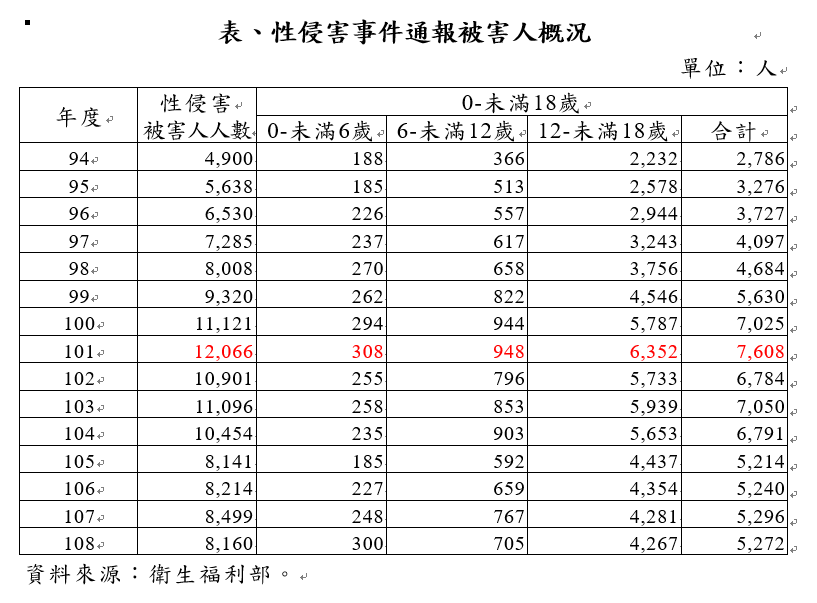 表、性侵害事件通報被害人概況
單位：人
年度 性侵害被害人人數 0-未滿18歲
0-未滿6歲 6-未滿12歲 12-未滿18歲 合計
94 4,900 188 366 2,232 2,786
95 5,638 185 513 2,578 3,276
96 6,530 226 557 2,944 3,727
97 7,285 237 617 3,243 4,097
98 8,008 270 658 3,756 4,684
99 9,320 262 822 4,546 5,630
100 11,121 294 944 5,787 7,025
101 12,066 308 948 6,352 7,608
102 10,901 255 796 5,733 6,784
103 11,096 258 853 5,939 7,050
104 10,454 235 903 5,653 6,791
105 8,141 185 592 4,437 5,214
106 8,214 227 659 4,354 5,240
107 8,499 248 767 4,281 5,296
108 8,160 300 705 4,267 5,272
資料來源：衛生福利部。